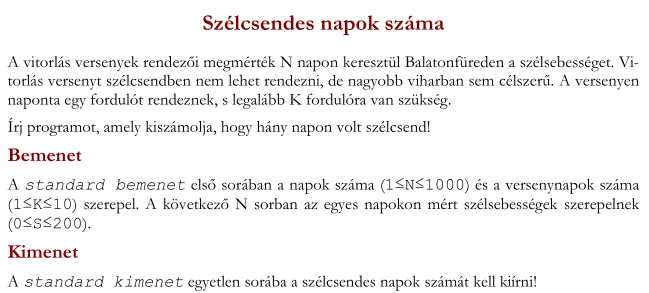 Szélcsendes napok száma
A vitorlás versenyek rendezői megmérték N napon keresztül Balatonfüreden a szélsebességet. Vi-
torlás versenyt szélcsendben nem lehet rendezni, de nagyobb viharban sem célszerű. A versenyen
naponta egy fordulót rendeznek, s legalább K fordulóra van szükség.
Írj programot, amely kiszámolja, hogy hány napon volt szélcsend!
Bemenet
A standard bemenet első sorában a napok száma (1≤N≤1000) és a versenynapok száma
(1≤K≤10) szerepel. A következő N sorban az egyes napokon mért szélsebességek szerepelnek
(0≤S≤200).
Kimenet
A standard kimenet egyetlen sorába a szélcsendes napok számát kell kiírni!